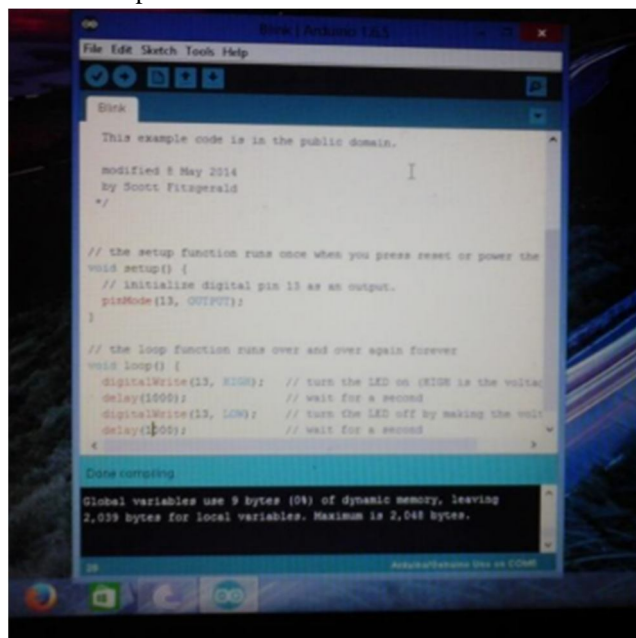 Blink | Arduino 1.6.5
File Edit Sketch Tools Help
Blink
This example code is in the public domain.
modified 8 May 2014
by Scott Fitzgerald
*/
// the setup function runs once when you press reset or power the
void setup() {
// initialize digital pin 13 as an output.
pinMode(13, OUTPUT);
}
// the loop function runs over and over again forever
void loop() {
digitalWrite(13, HIGH); // turn the LED on (HIGH is the voltag
delay(1000); // wait for a second
digitalWrite(13, LOW); // turn the LED off by making the volt
delay(1000); // wait for a second
Done compiling
Global variables use 9 bytes (0%) of dynamic memory, leaving
2,039 bytes for local variables. Maximum is 2,048 bytes.
Arduino/Genuino Uno on